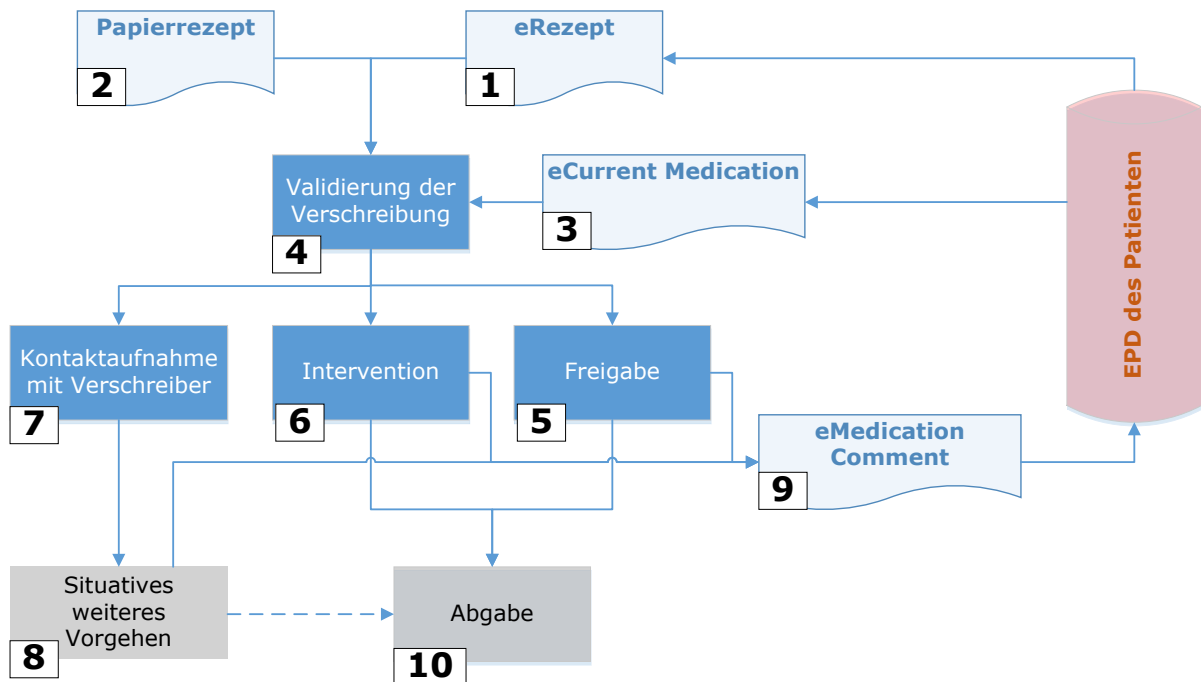 Papierrezept
2
eRezept
1
Validierung der
Verschreibung
4
eCurrent Medication
3
EPD des Patienten
Kontaktaufnahme
mit Verschreiber
7
Intervention
6
Freigabe
5
eMedication
Comment
9
Situatives
weiteres
Vorgehen
8
Abgabe
10